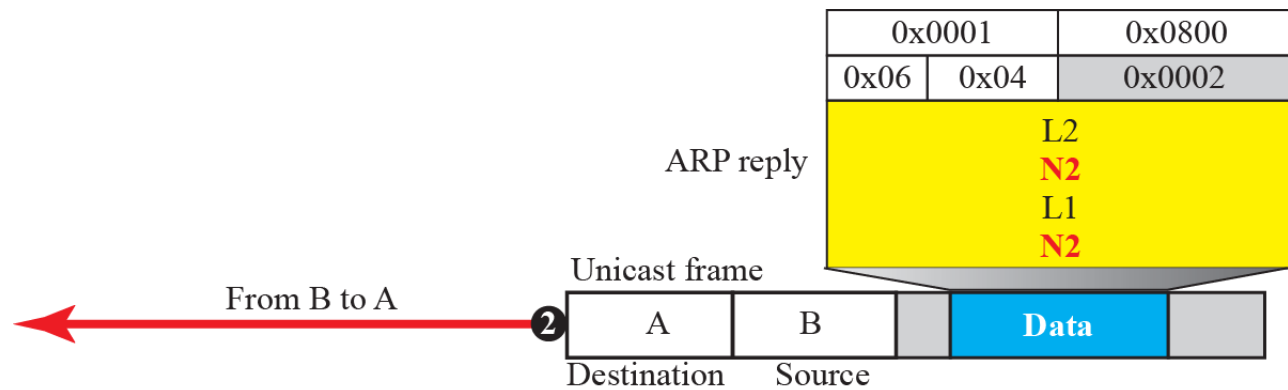 0x0001 0x0800
0x06 0x04 0x0002
L2
N2
L1
N2
ARP reply
Unicast frame
From B to A
2 A B Data
Destination Source